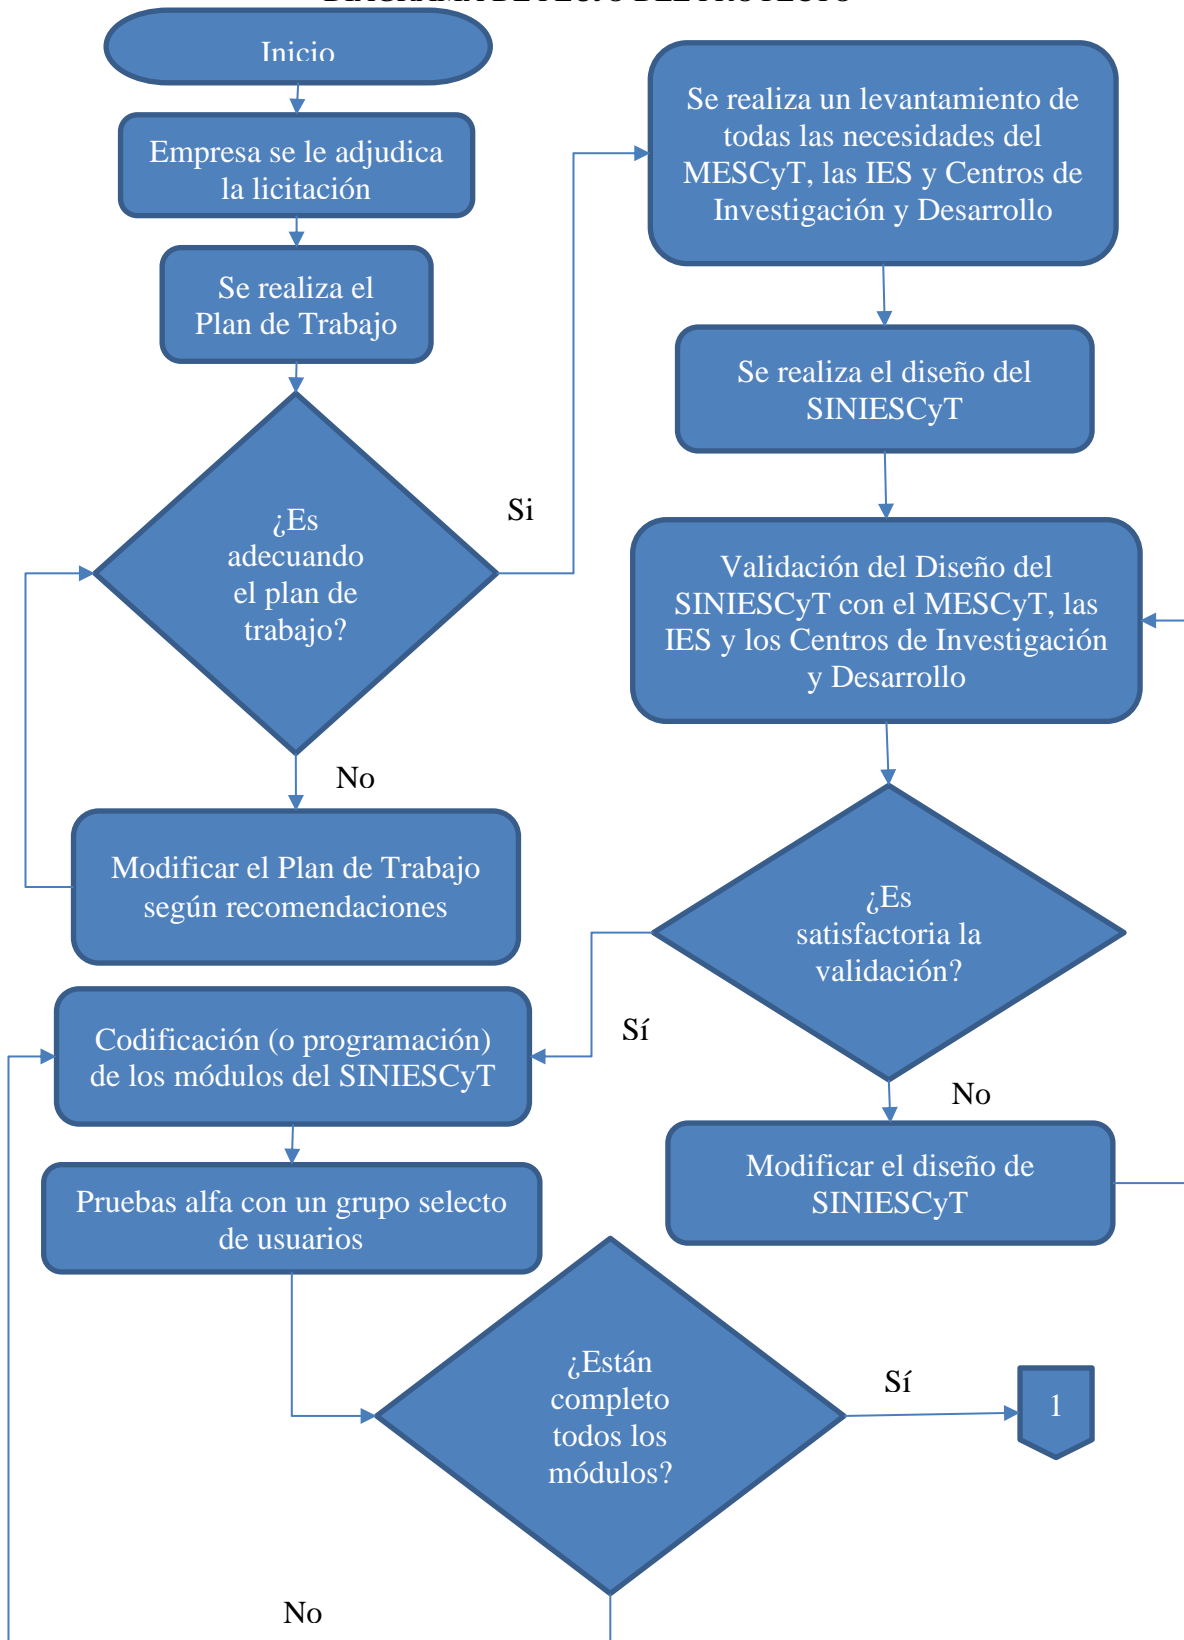 DIAGRAMA DE FLUJO DEL PROYECTO
Inicio
Empresa se le adjudica
la licitación
Se realiza el
Plan de Trabajo
¿Es
adecuando
el plan de
trabajo?
Si
No
Modificar el Plan de Trabajo
según recomendaciones
Se realiza un levantamiento de
todas las necesidades del
MESCyT, las IES y Centros de
Investigación y Desarrollo
Se realiza el diseño del
SINIESCyT
Validación del Diseño del
SINIESCyT con el MESCyT, las
IES y los Centros de Investigación
y Desarrollo
¿Es
satisfactoria la
validación?
Sí
No
Modificar el diseño de
SINIESCyT
Codificación (o programación)
de los módulos del SINIESCyT
Pruebas alfa con un grupo selecto
de usuarios
¿Están
completo
todos los
módulos?
Sí
1
No